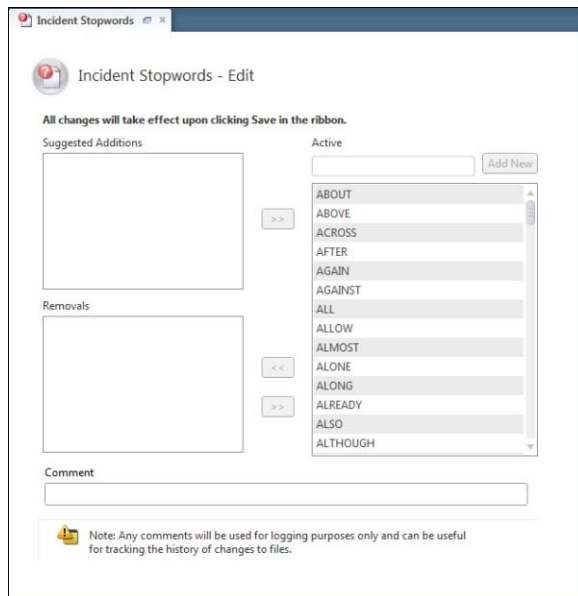 Incident Stopwords
Incident Stopwords - Edit
All changes will take effect upon clicking Save in the ribbon.
Suggested Additions
Active
Add New
>>
ABOUT
ABOVE
ACROSS
AFTER
AGAIN
AGAINST
ALL
ALLOW
ALMOST
ALONE
ALONG
ALREADY
ALSO
ALTHOUGH
Removals
<<
>>
Comment
Note: Any comments will be used for logging purposes only and can be useful
for tracking the history of changes to files.